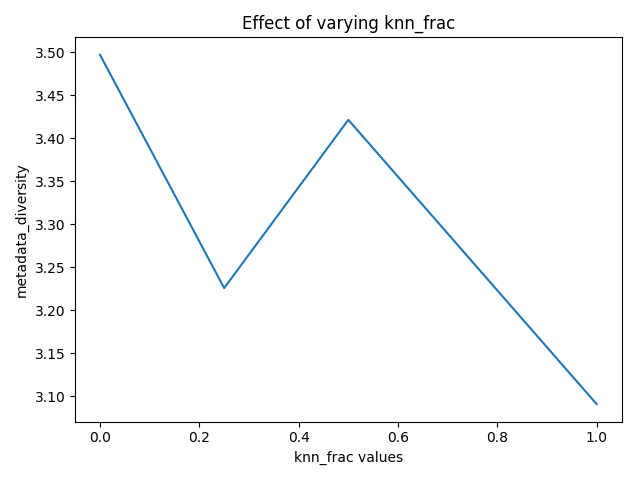 Effect of varying knn_frac
metadata_diversity
3.50
3.45
3.40
3.35
3.30
3.25
3.20
3.15
3.10
0.0 0.2 0.4 0.6 0.8 1.0
knn_frac values